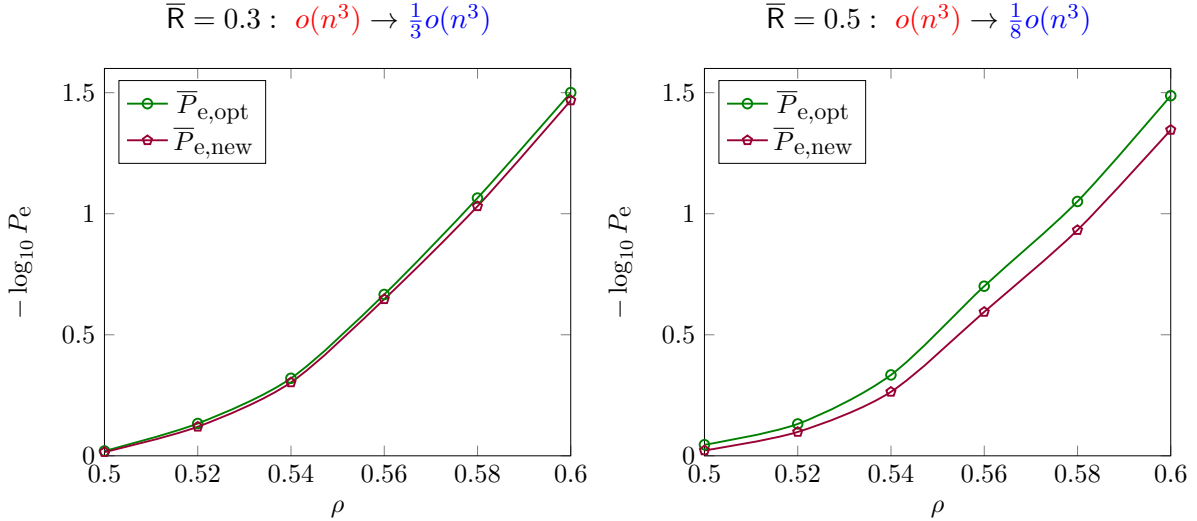 R̅ = 0.3 : o(n³) → 1/3 o(n³)
1.5
1
0.5
0
− log₁₀ Pₑ
P̅e,opt
P̅e,new
0.5 0.52 0.54 0.56 0.58 0.6
ρ
R̅ = 0.5 : o(n³) → 1/8 o(n³)
1.5
1
0.5
0
− log₁₀ Pₑ
P̅e,opt
P̅e,new
0.5 0.52 0.54 0.56 0.58 0.6
ρ